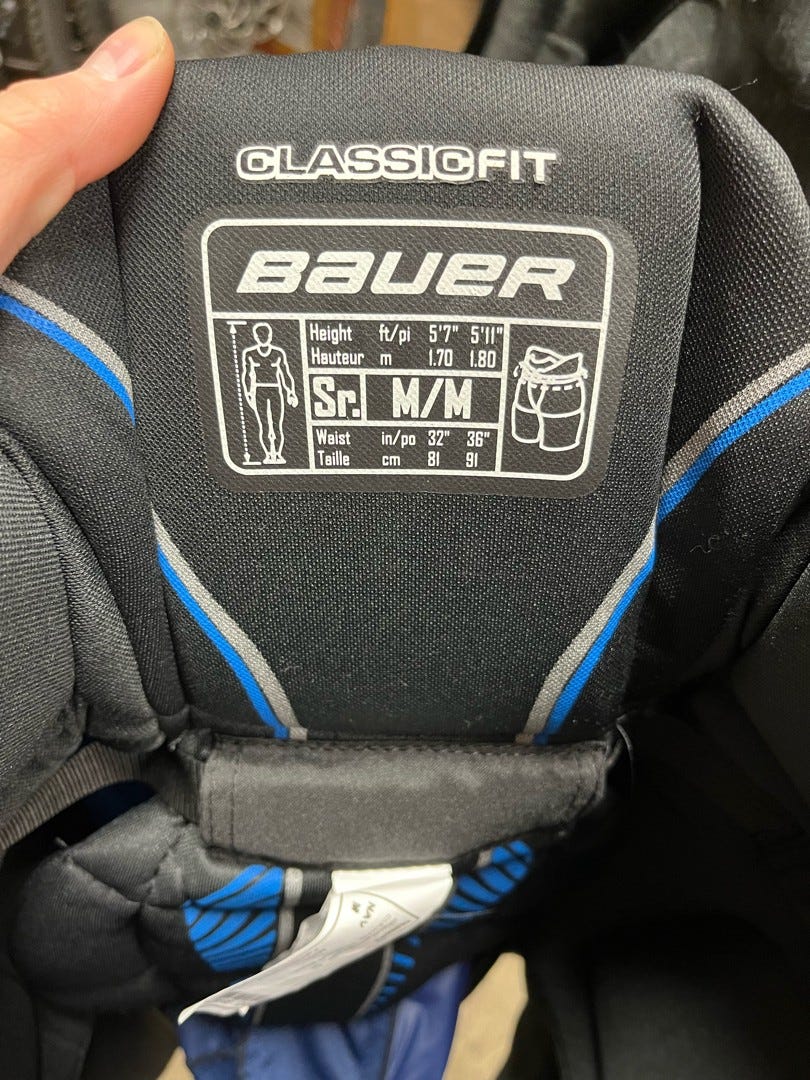 CLASSICFIT
BAUER
Height ft/pi 5'7" 5'11"
Hauteur m 1.70 1.80
Sr. M/M
Waist in/po 32" 36"
Taille cm 81 91
NAV
M